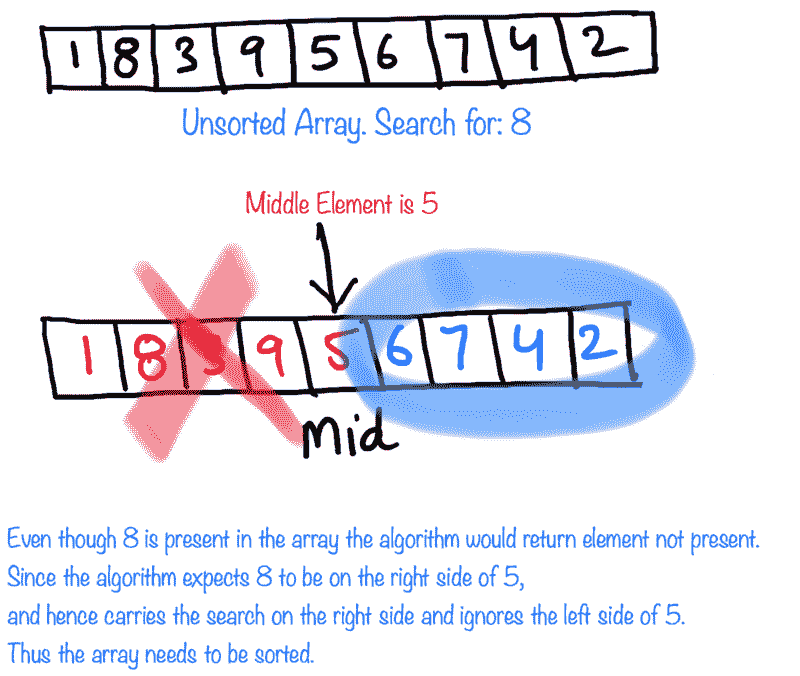 1 8 3 9 5 6 7 4 2
Unsorted Array. Search for: 8
Middle Element is 5
1 8 3 9 5 6 7 4 2
Mid
Even though 8 is present in the array the algorithm would return element not present.
Since the algorithm expects 8 to be on the right side of 5,
and hence carries the search on the right side and ignores the left side of 5.
Thus the array needs to be sorted.